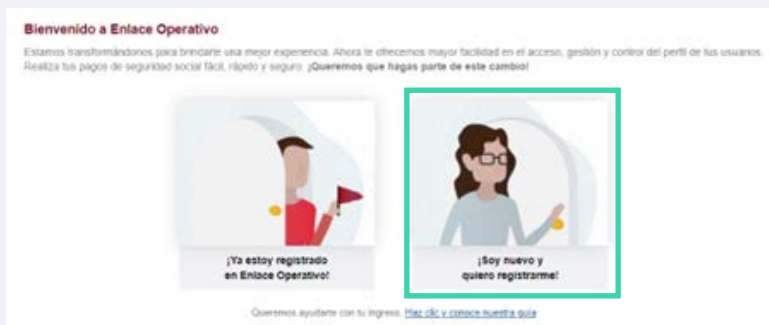 Bienvenido a Enlace Operativo
Estamos transformándonos para brindarte una mejor experiencia. Ahora te ofrecemos mayor facilidad en el acceso, gestión y control del perfil de tus usuarios.
Realiza tus pagos de seguridad social fácil, rápido y seguro. ¡Queremos que hagas parte de este cambio!
¡Ya estoy registrado
en Enlace Operativo!
¡Soy nuevo y
quiero registrarme!
Queremos ayudarte con tu ingreso. Haz clic y conoce nuestra guía